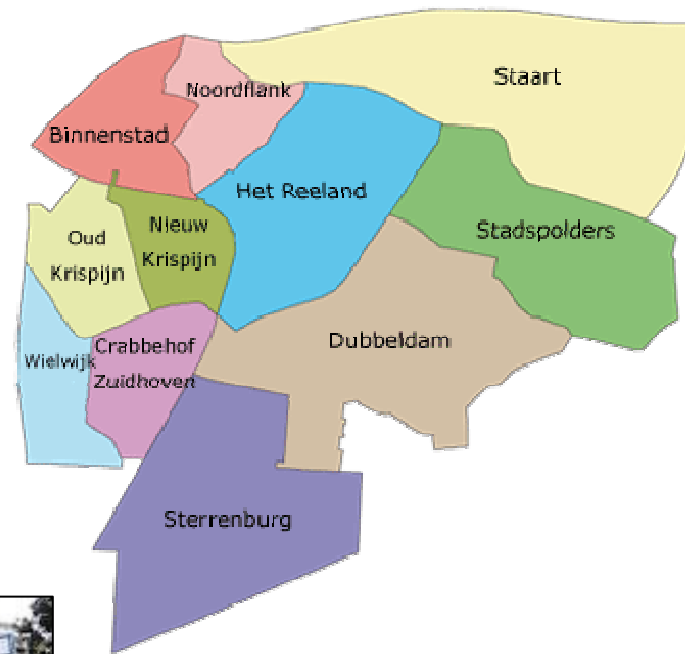 Staart
Noordflank
Binnenstad
Het Reeland
Stadspolders
Nieuw
Krispijn
Oud
Krispijn
Dubbeldam
Crabbehof
Zuidhoven
Wielwijk
Sterrenburg